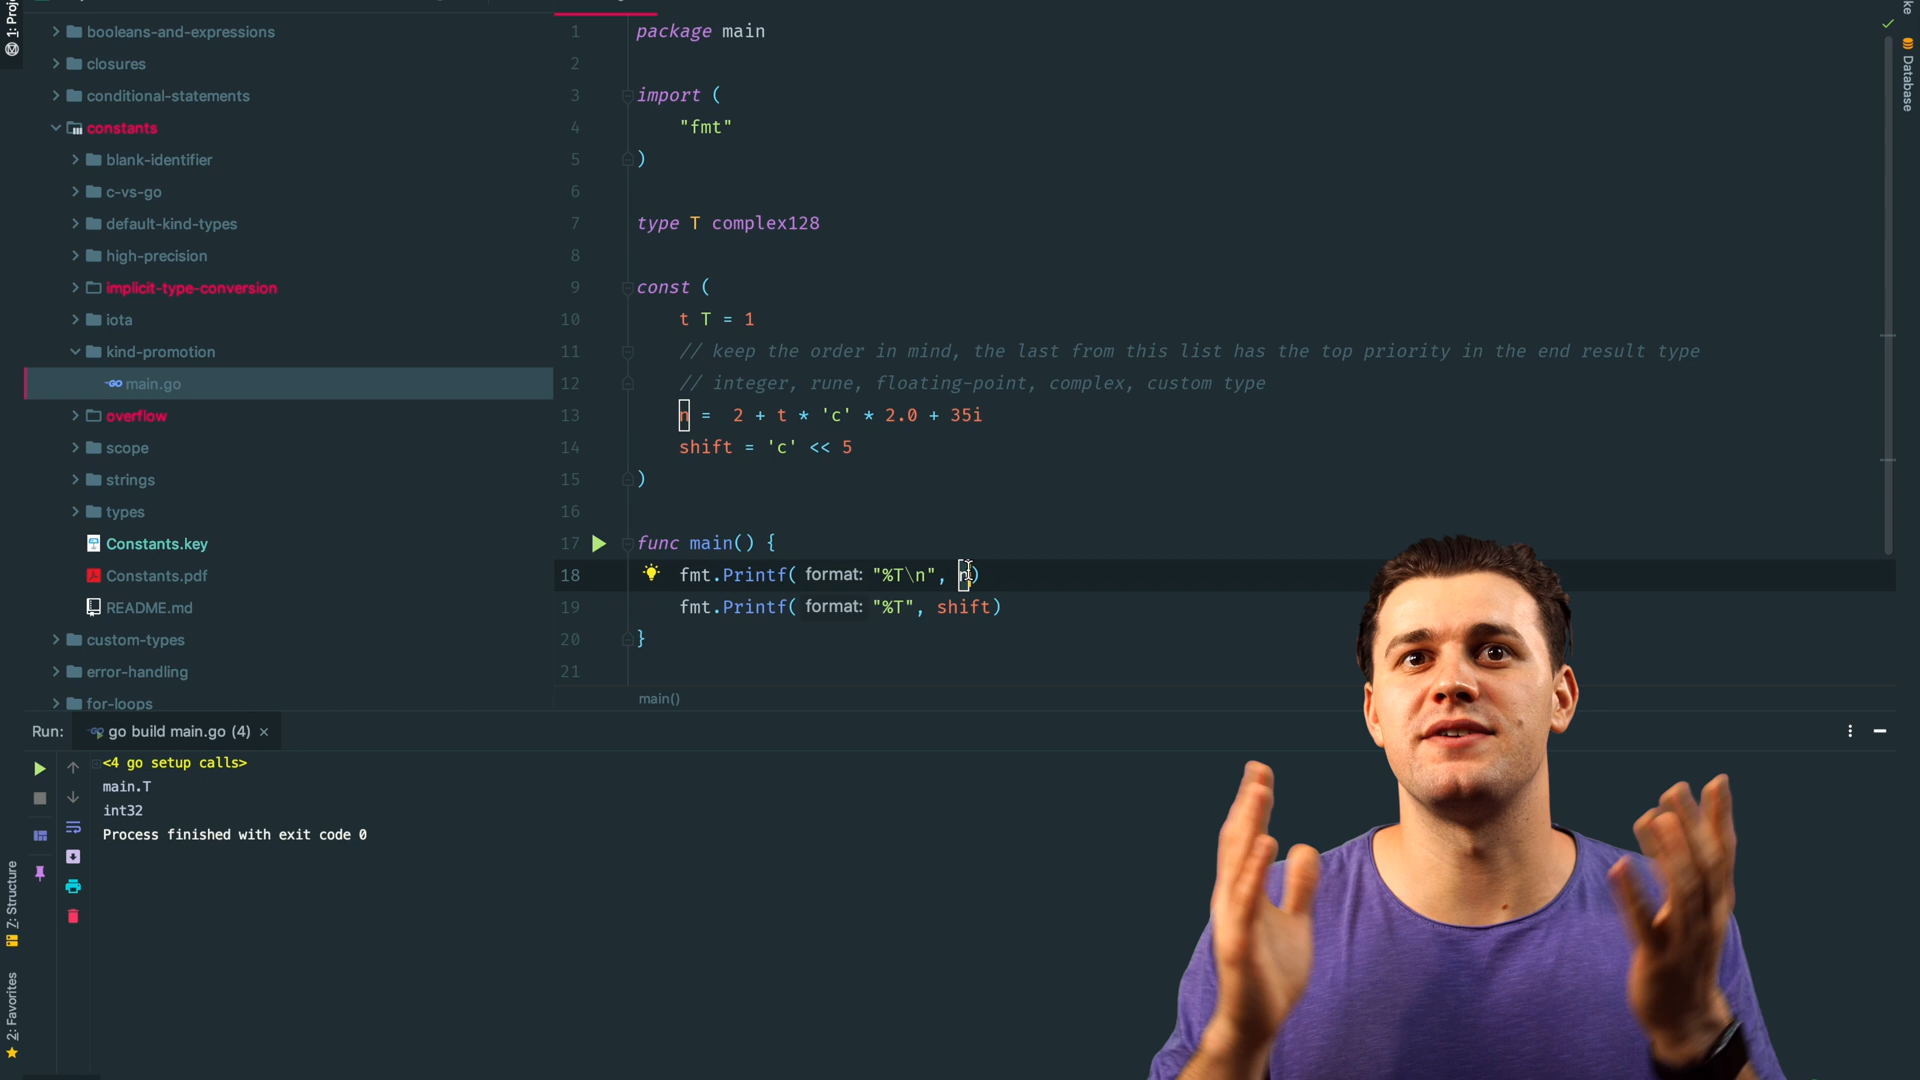 1: Proj
booleans-and-expressions
closures
conditional-statements
constants
blank-identifier
c-vs-go
default-kind-types
high-precision
implicit-type-conversion
iota
kind-promotion
main.go
overflow
scope
strings
types
Constants.key
Constants.pdf
README.md
custom-types
error-handling
for-loops
1 package main
2
3 import (
4 "fmt"
5 )
6
7 type T complex128
8
9 const (
10 t T = 1
11 // keep the order in mind, the last from this list has the top priority in the end result type
12 // integer, rune, floating-point, complex, custom type
13 n = 2 + t * 'c' * 2.0 + 35i
14 shift = 'c' << 5
15 )
16
17 func main() {
18 fmt.Printf( format: "%T\n", n)
19 fmt.Printf( format: "%T", shift)
20 }
21
main()
ke
Database
Run: go build main.go (4) ×
<4 go setup calls>
main.T
int32
Process finished with exit code 0
Z: Structure
2: Favorites